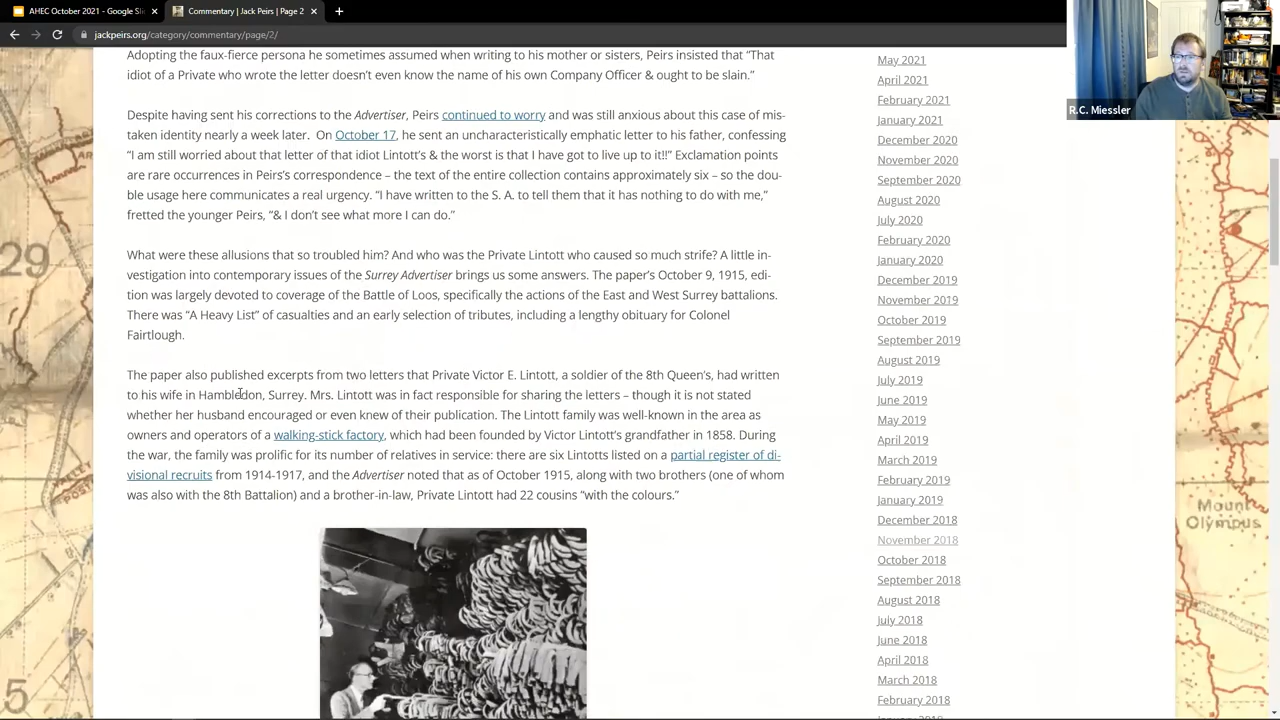 AHEC October 2021 - Google Sli
Commentary | Jack Peirs | Page 2
jackpeirs.org/category/commentary/page/2/
R.C. Miessler
Adopting the faux-fierce persona he sometimes assumed when writing to his mother or sisters, Peirs insisted that “That
idiot of a Private who wrote the letter doesn’t even know the name of his own Company Officer & ought to be slain.”
Despite having sent his corrections to the Advertiser, Peirs continued to worry and was still anxious about this case of mis-
taken identity nearly a week later. On October 17, he sent an uncharacteristically emphatic letter to his father, confessing
“I am still worried about that letter of that idiot Lintott’s & the worst is that I have got to live up to it!!” Exclamation points
are rare occurrences in Peirs’s correspondence – the text of the entire collection contains approximately six – so the dou-
ble usage here communicates a real urgency. “I have written to the S. A. to tell them that it has nothing to do with me,”
fretted the younger Peirs, “& I don’t see what more I can do.”
What were these allusions that so troubled him? And who was the Private Lintott who caused so much strife? A little in-
vestigation into contemporary issues of the Surrey Advertiser brings us some answers. The paper’s October 9, 1915, edi-
tion was largely devoted to coverage of the Battle of Loos, specifically the actions of the East and West Surrey battalions.
There was “A Heavy List” of casualties and an early selection of tributes, including a lengthy obituary for Colonel
Fairtlough.
The paper also published excerpts from two letters that Private Victor E. Lintott, a soldier of the 8th Queen’s, had written
to his wife in Hambledon, Surrey. Mrs. Lintott was in fact responsible for sharing the letters – though it is not stated
whether her husband encouraged or even knew of their publication. The Lintott family was well-known in the area as
owners and operators of a walking-stick factory, which had been founded by Victor Lintott’s grandfather in 1858. During
the war, the family was prolific for its number of relatives in service: there are six Lintotts listed on a partial register of di-
visional recruits from 1914-1917, and the Advertiser noted that as of October 1915, along with two brothers (one of whom
was also with the 8th Battalion) and a brother-in-law, Private Lintott had 22 cousins “with the colours.”
May 2021
April 2021
February 2021
January 2021
December 2020
November 2020
September 2020
August 2020
July 2020
February 2020
January 2020
December 2019
November 2019
October 2019
September 2019
August 2019
July 2019
June 2019
May 2019
April 2019
March 2019
February 2019
January 2019
December 2018
November 2018
October 2018
September 2018
August 2018
July 2018
June 2018
April 2018
March 2018
February 2018
29
5
Mount
Olympus